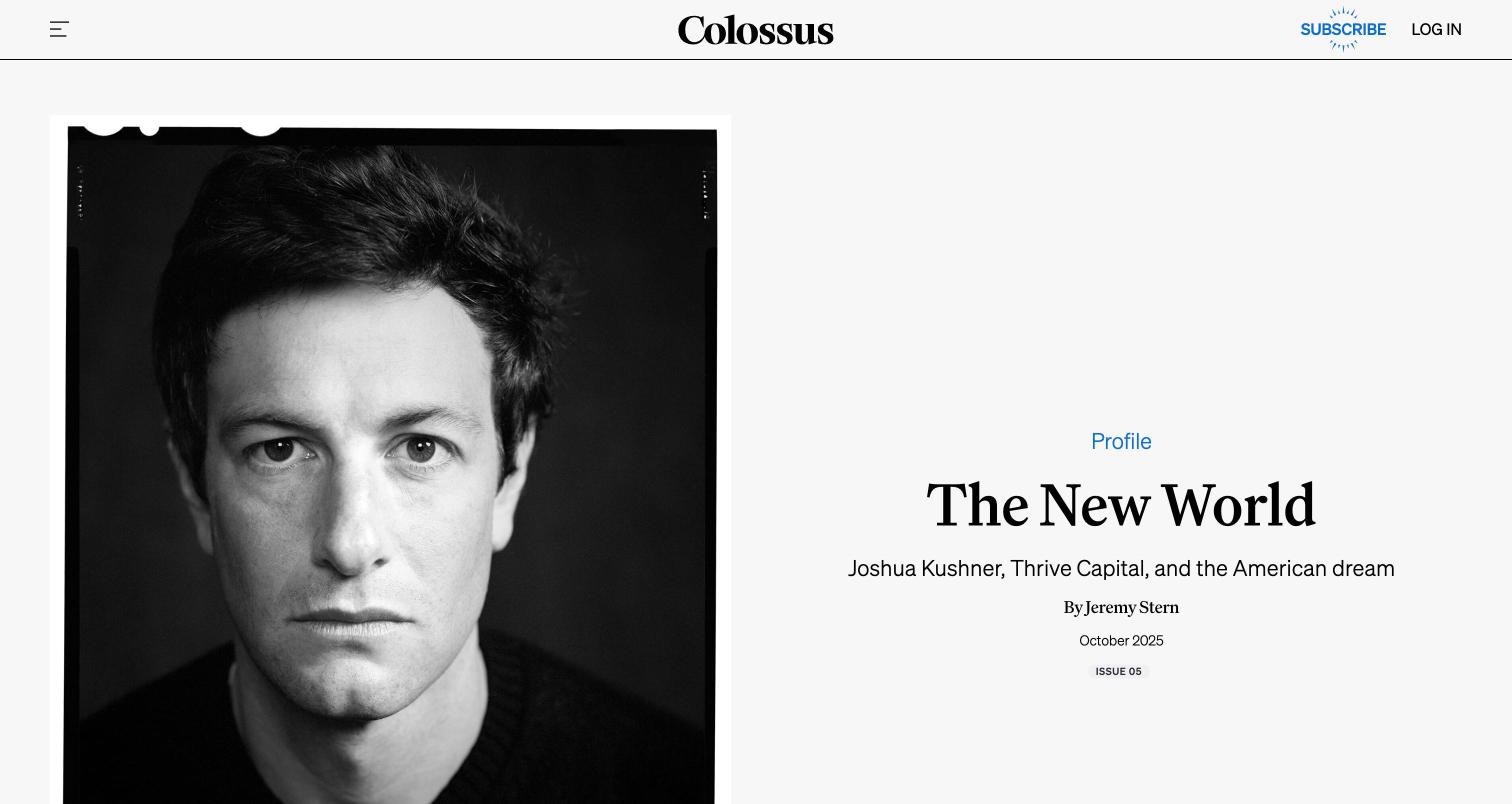 Colossus
SUBSCRIBE
LOG IN
Profile
The New World
Joshua Kushner, Thrive Capital, and the American dream
By Jeremy Stern
October 2025
ISSUE 05